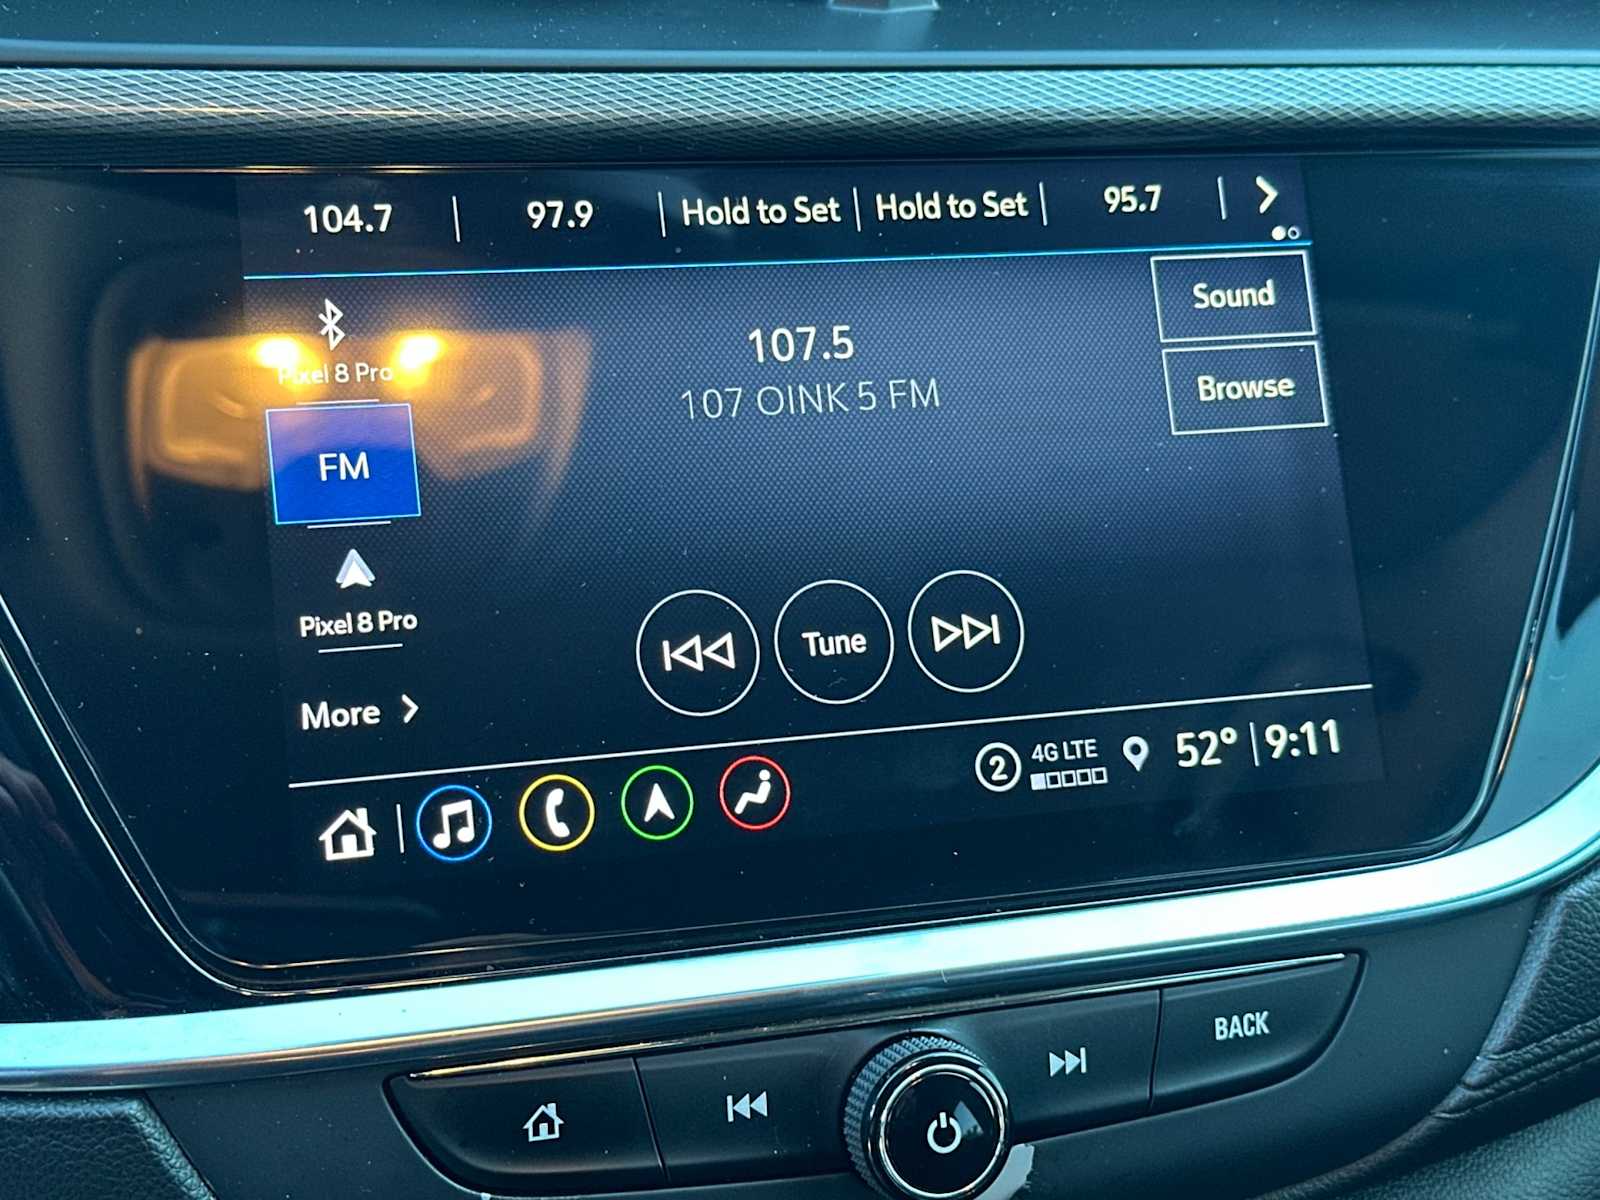 104.7 | 97.9 | Hold to Set | Hold to Set | 95.7
Pixel 8 Pro
FM
Pixel 8 Pro
More
107.5
107 OINK 5 FM
Sound
Browse
Tune
2 4G LTE 52° | 9:11
BACK